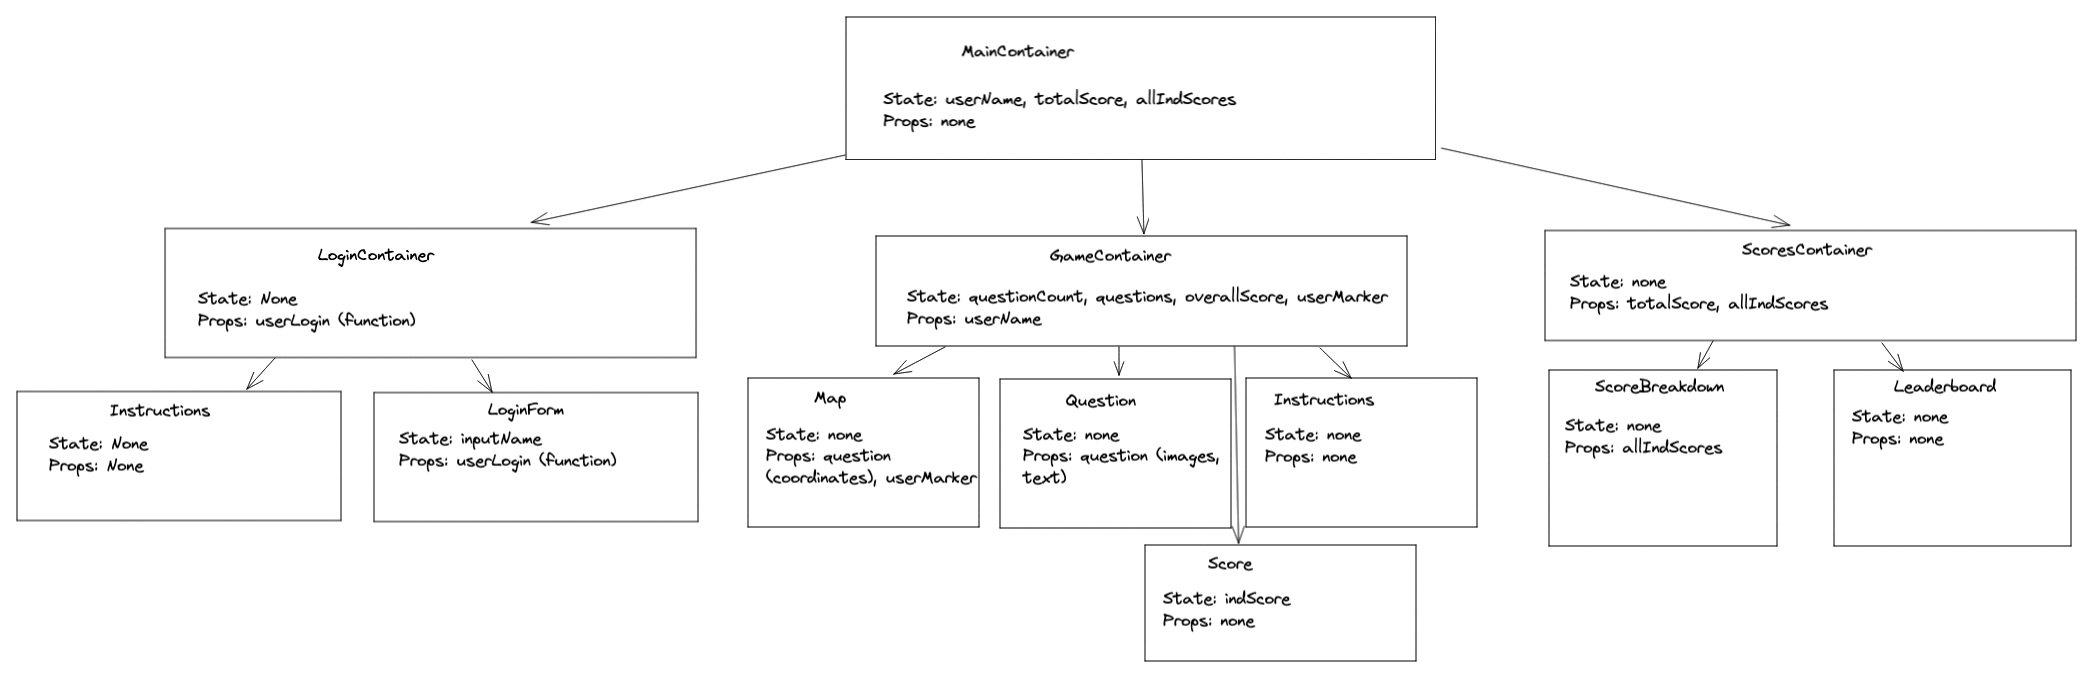 MainContainer
State: userName, totalScore, allIndScores
Props: none
LoginContainer
State: None
Props: userLogin (function)
GameContainer
State: questionCount, questions, overallScore, userMarker
Props: userName
ScoresContainer
State: none
Props: totalScore, allIndScores
Instructions
State: None
Props: None
LoginForm
State: inputName
Props: userLogin (function)
Map
State: none
Props: question
(coordinates), userMarker
Question
State: none
Props: question (images,
text)
Instructions
State: none
Props: none
Score
State: indScore
Props: none
ScoreBreakdown
State: none
Props: allIndScores
Leaderboard
State: none
Props: none